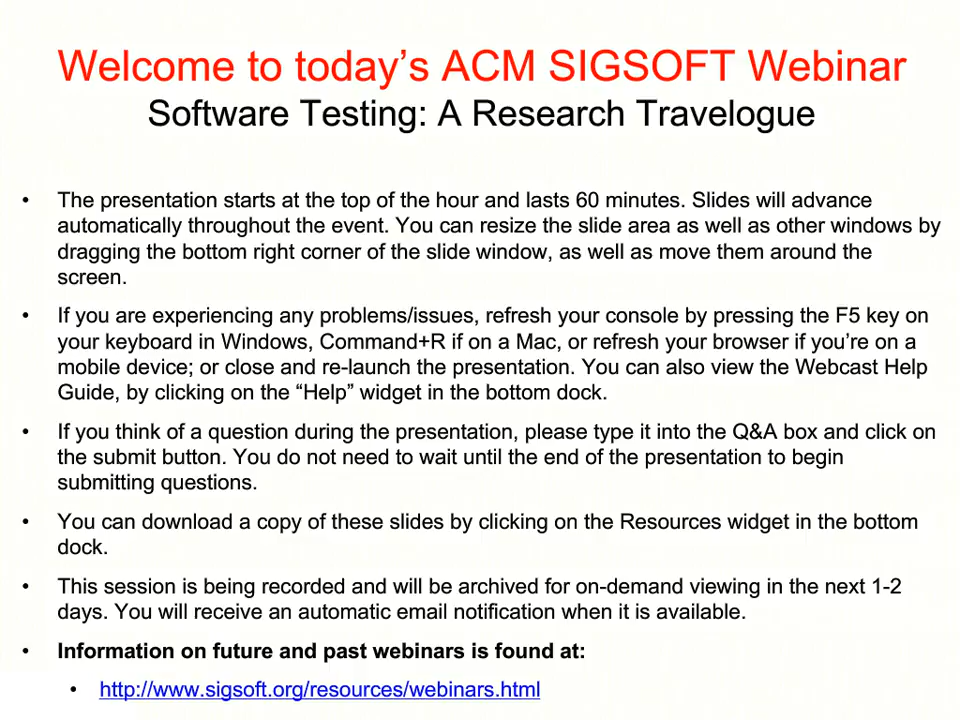 Welcome to today’s ACM SIGSOFT Webinar
Software Testing: A Research Travelogue
• The presentation starts at the top of the hour and lasts 60 minutes. Slides will advance
automatically throughout the event. You can resize the slide area as well as other windows by
dragging the bottom right corner of the slide window, as well as move them around the
screen.
• If you are experiencing any problems/issues, refresh your console by pressing the F5 key on
your keyboard in Windows, Command+R if on a Mac, or refresh your browser if you’re on a
mobile device; or close and re-launch the presentation. You can also view the Webcast Help
Guide, by clicking on the “Help” widget in the bottom dock.
• If you think of a question during the presentation, please type it into the Q&A box and click on
the submit button. You do not need to wait until the end of the presentation to begin
submitting questions.
• You can download a copy of these slides by clicking on the Resources widget in the bottom
dock.
• This session is being recorded and will be archived for on-demand viewing in the next 1-2
days. You will receive an automatic email notification when it is available.
• Information on future and past webinars is found at:
• http://www.sigsoft.org/resources/webinars.html